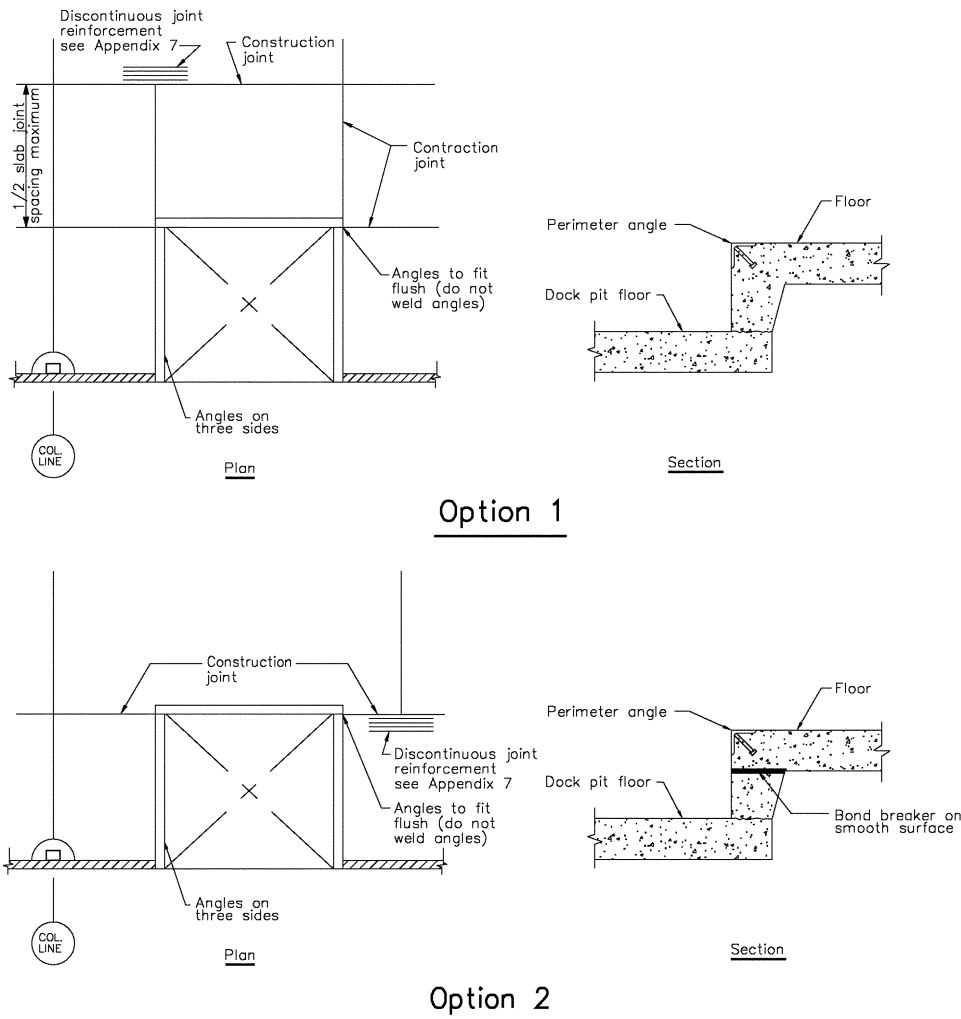 Discontinuous joint
reinforcement
see Appendix 7
Construction
joint
1/2 slab joint
spacing maximum
Contraction
joint
Angles to fit
flush (do not
weld angles)
Angles on
three sides
COL.
LINE
Plan
Floor
Perimeter angle
Dock pit floor
Section
Option 1
Construction
joint
Discontinuous joint
reinforcement
see Appendix 7
Angles to fit
flush (do not
weld angles)
Angles on
three sides
COL.
LINE
Plan
Floor
Perimeter angle
Dock pit floor
Bond breaker on
smooth surface
Section
Option 2